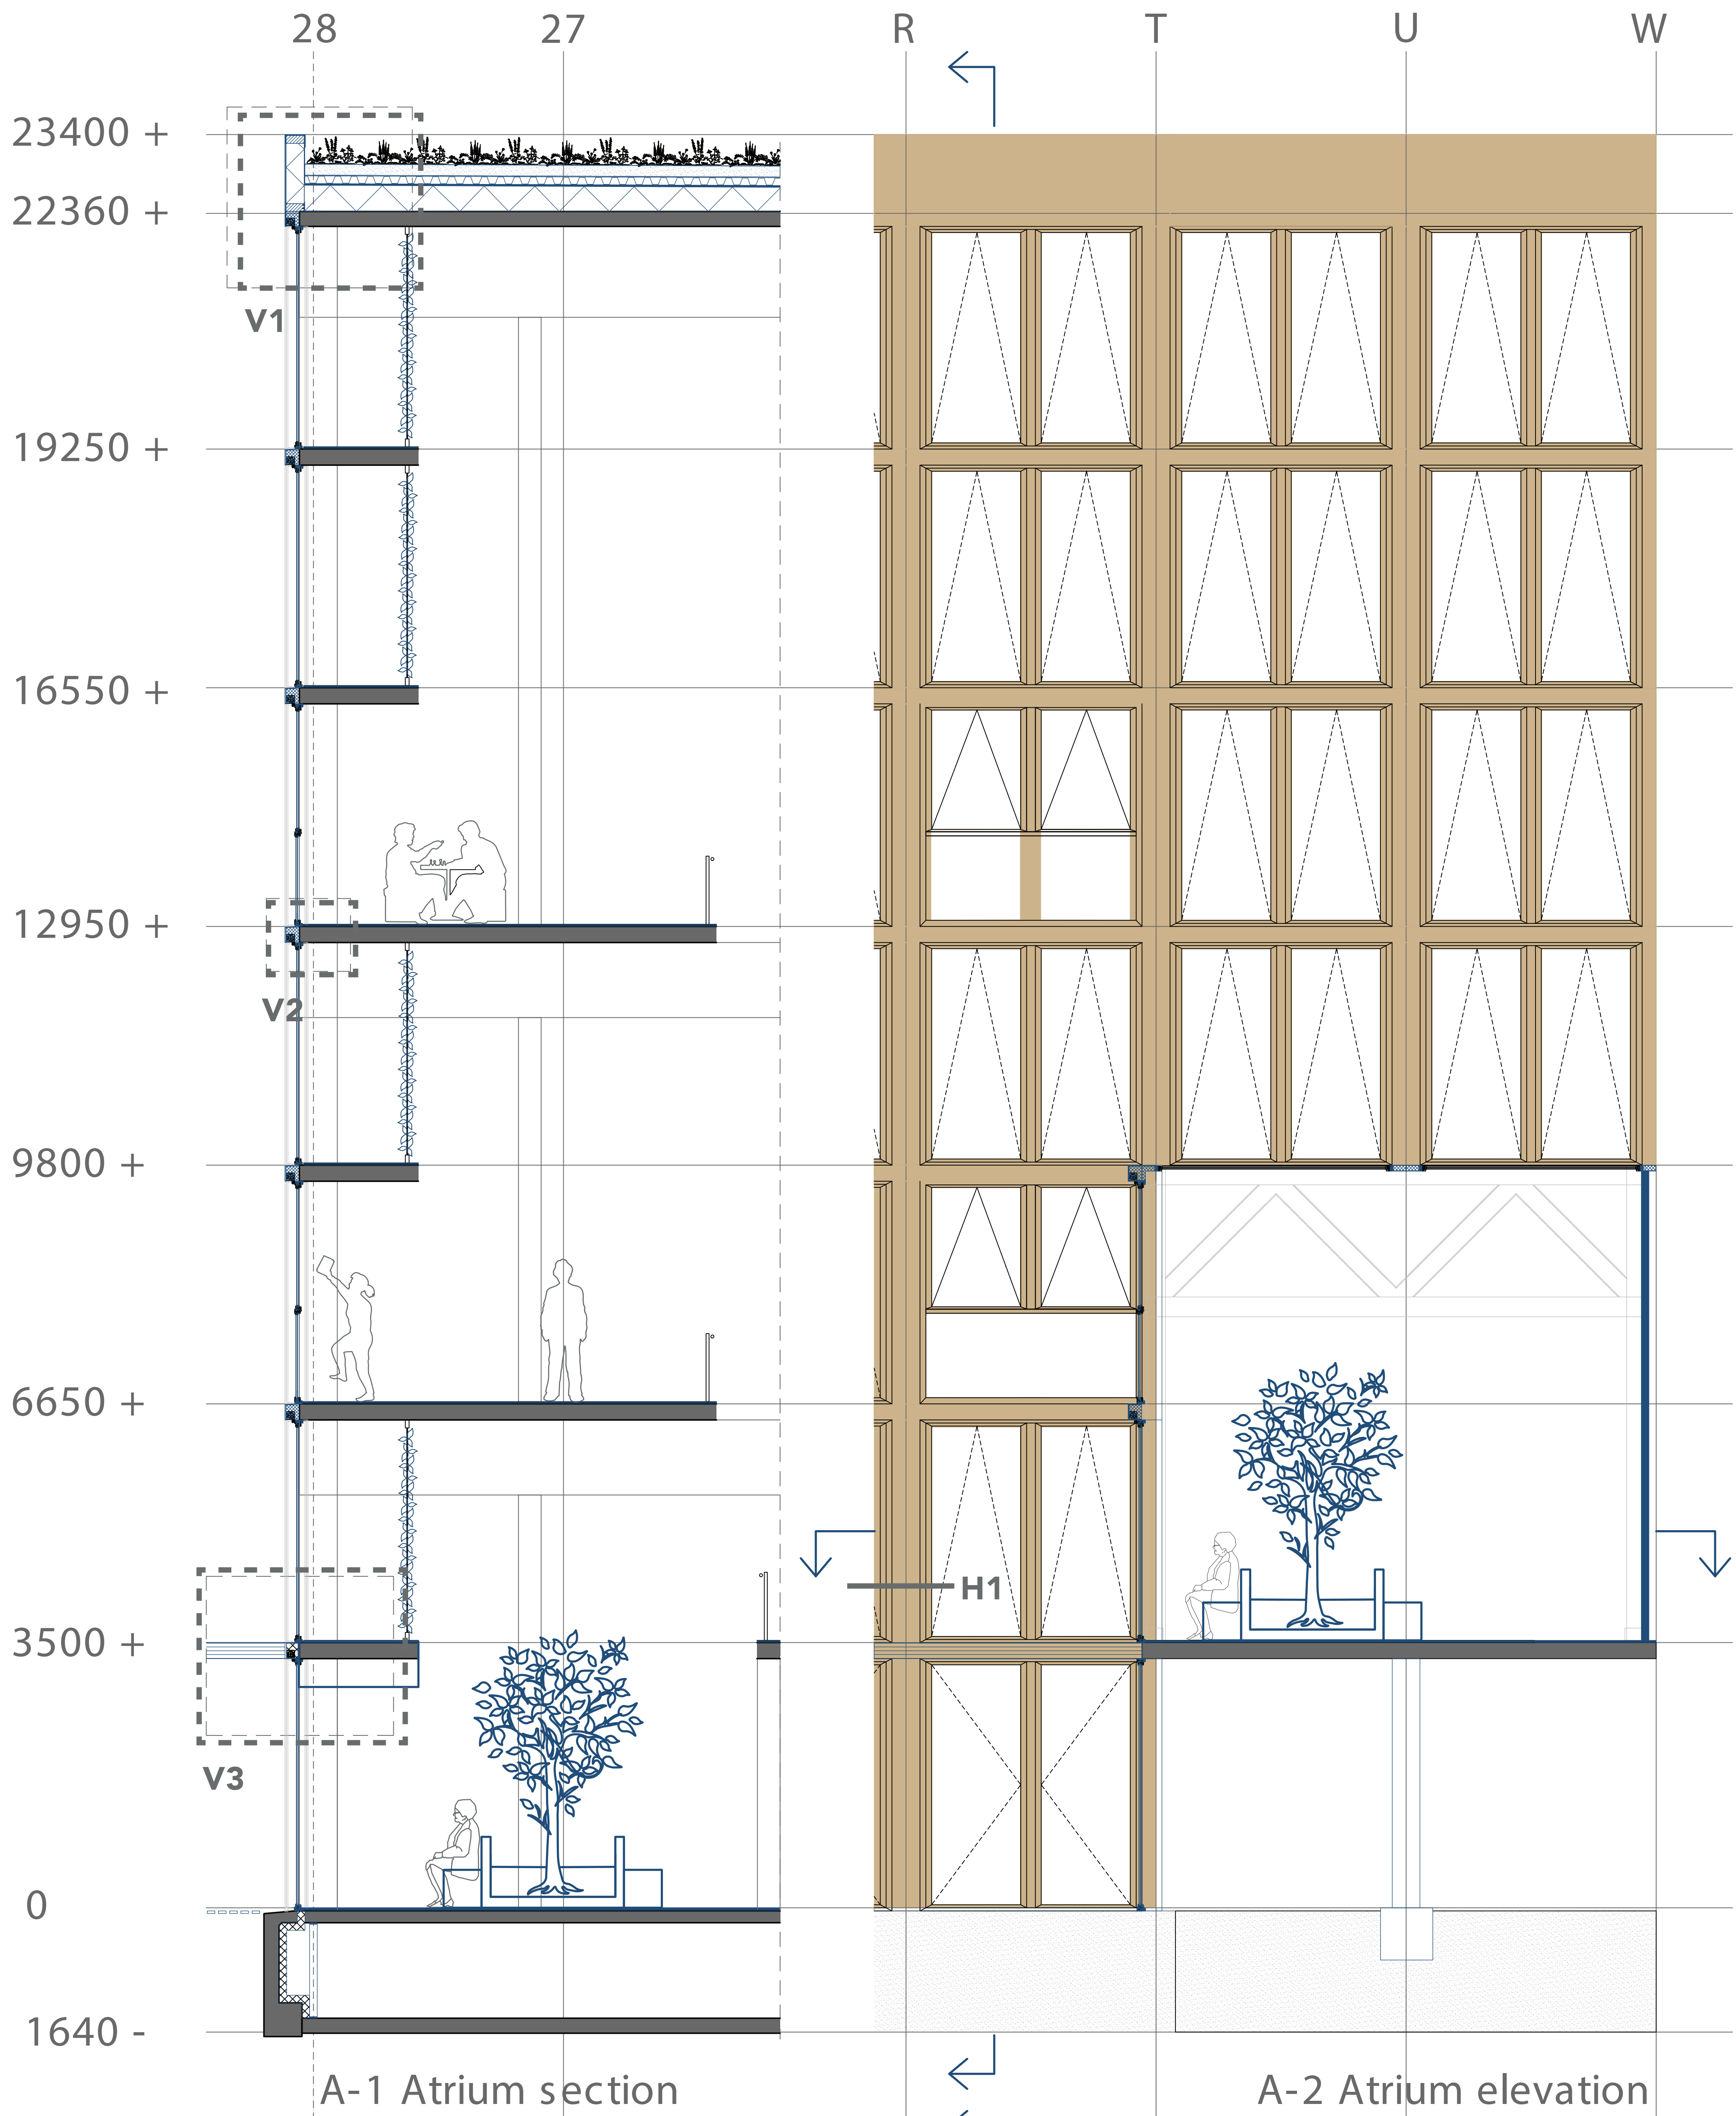 28 27 R T U W
23400 +
22360 +
V1
19250 +
16550 +
12950 +
V2
9800 +
6650 +
H1
3500 +
V3
0
1640 -
A-1 Atrium section
A-2 Atrium elevation